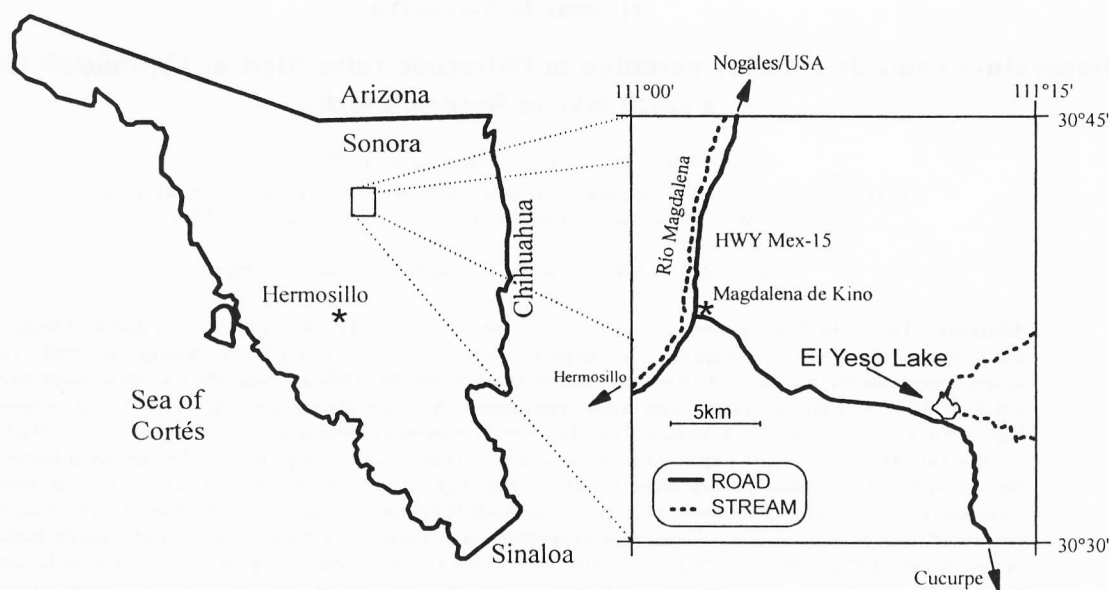 Arizona
Sonora
Chihuahua
Hermosillo
*
Sea of
Cortés
Sinaloa
Nogales/USA
111°00'
111°15'
30°45'
Río Magdalena
HWY Mex-15
Magdalena de Kino
*
El Yeso Lake
Hermosillo
5km
ROAD
STREAM
30°30'
Cucurpe